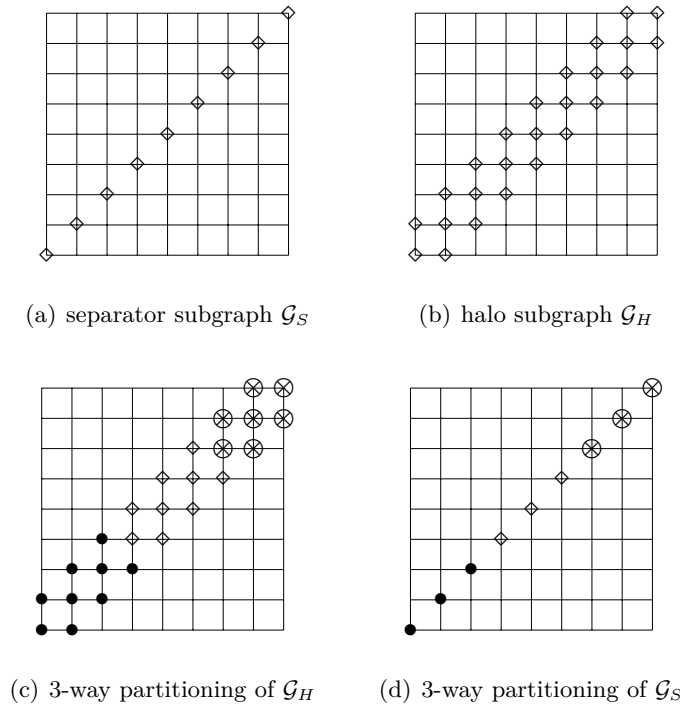 (a) separator subgraph 𝒢_S
(b) halo subgraph 𝒢_H
(c) 3-way partitioning of 𝒢_H
(d) 3-way partitioning of 𝒢_S